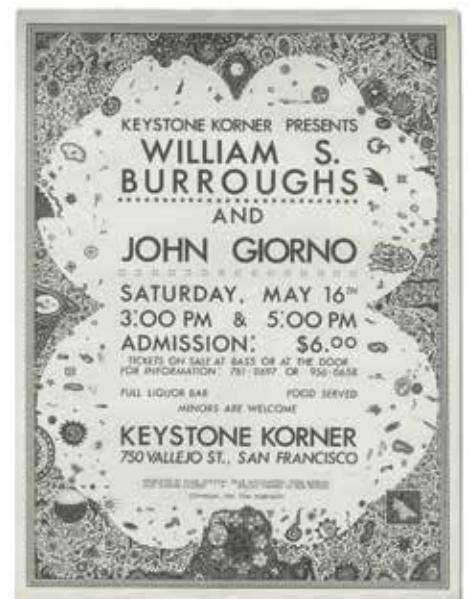 KEYSTONE KORNER PRESENTS
WILLIAM S.
BURROUGHS
AND
JOHN GIORNO
SATURDAY, MAY 16TH
3:00 PM & 5:00 PM
ADMISSION: $6.00
TICKETS ON SALE AT BASS OR AT THE DOOR
FOR INFORMATION: 781-0697 OR 956-0658
FULL LIQUOR BAR FOOD SERVED
MINORS ARE WELCOME
KEYSTONE KORNER
750 VALLEJO ST., SAN FRANCISCO